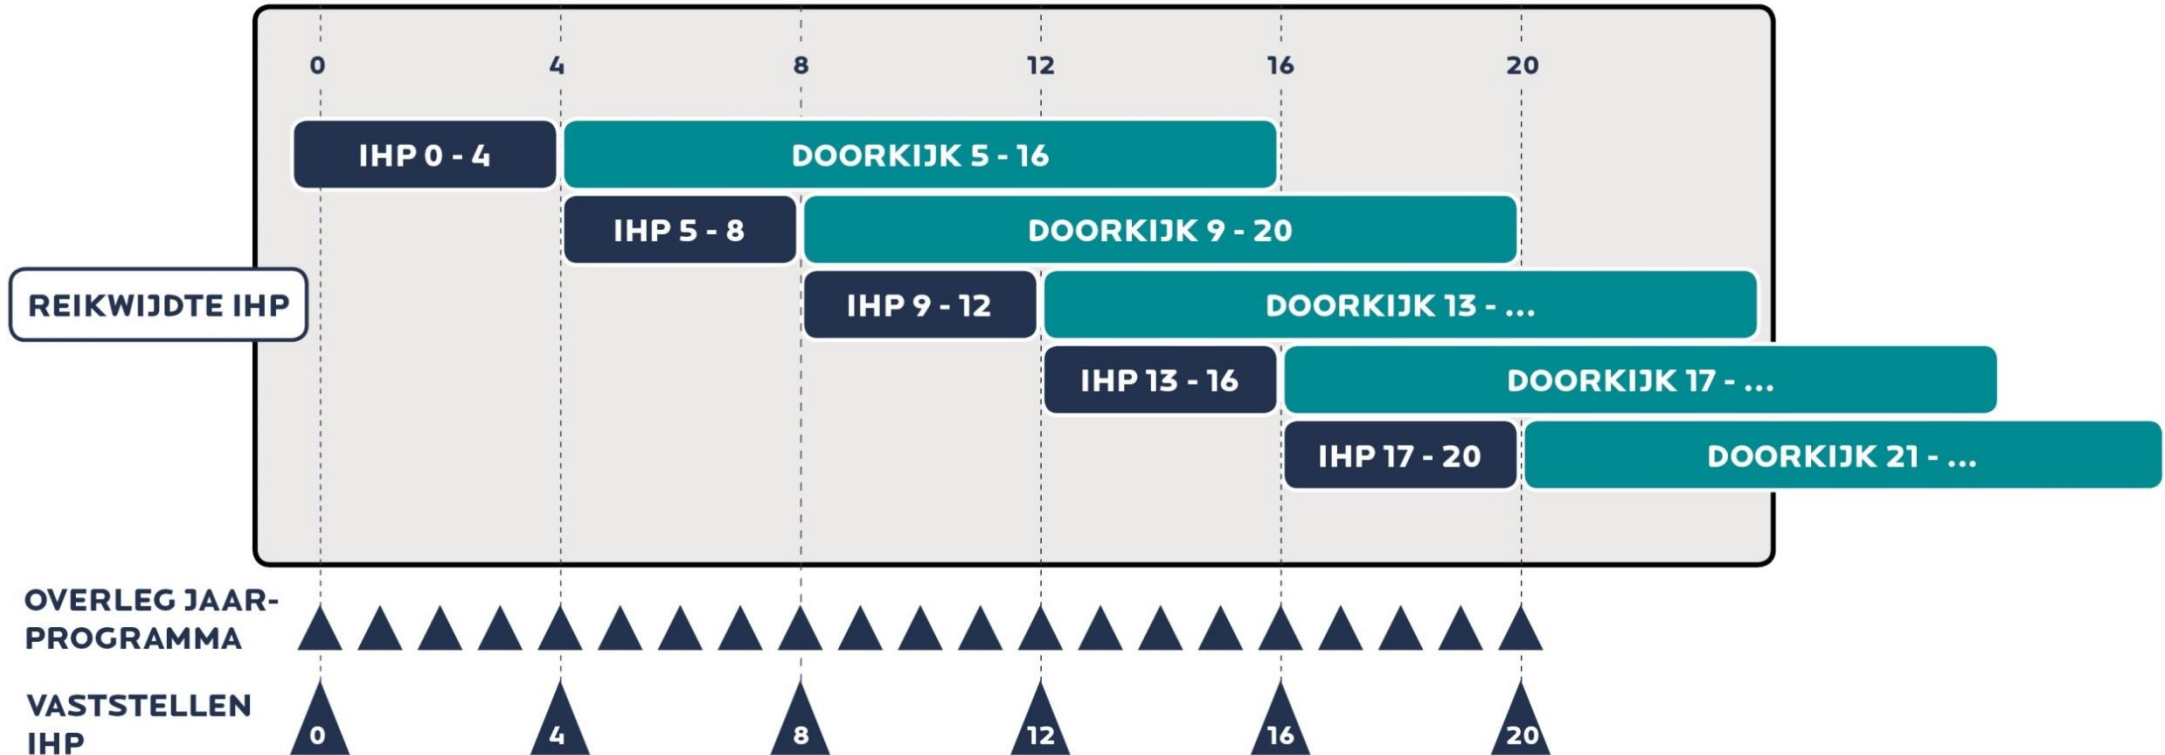 0 4 8 12 16 20
IHP 0 - 4 DOORKIJK 5 - 16
IHP 5 - 8 DOORKIJK 9 - 20
REIKWIJDTE IHP IHP 9 - 12 DOORKIJK 13 - ...
IHP 13 - 16 DOORKIJK 17 - ...
IHP 17 - 20 DOORKIJK 21 - ...
OVERLEG JAAR-
PROGRAMMA
VASTSTELLEN
IHP 0 4 8 12 16 20